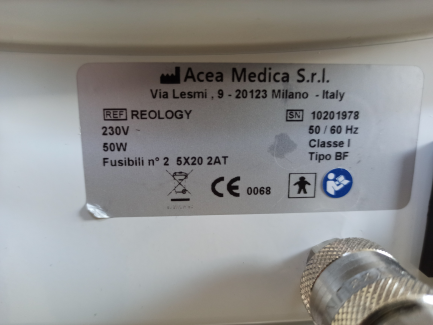 Acea Medica S.r.l.
Via Lesmi , 9 - 20123 Milano - Italy
REF REOLOGY SN 10201978
230V 50 / 60 Hz
50W Classe I
Fusibili n° 2 5X20 2AT Tipo BF
CE 0068